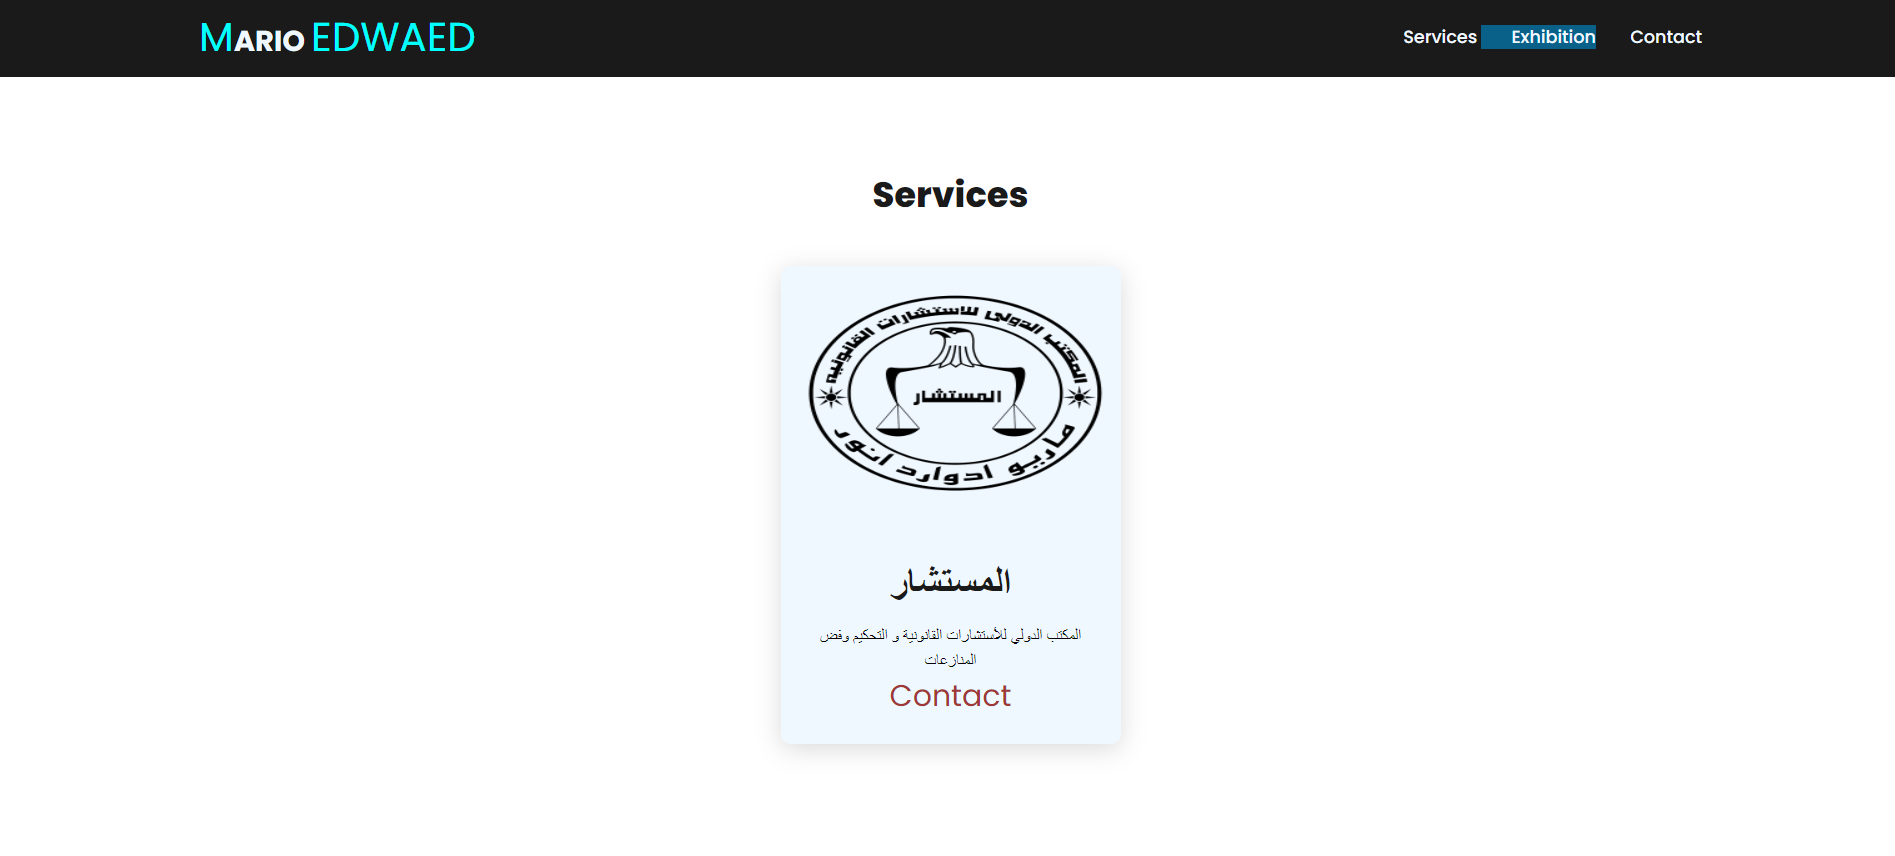 MARIO EDWAED
Services Exhibition Contact
Services
المكتب الدولى للاستشارات القانونيه
المستشار
ماريو ادوارد انور
المستشار
المكتب الدولي للأستشارات القانونية و التحكيم وفض
المنازعات
Contact